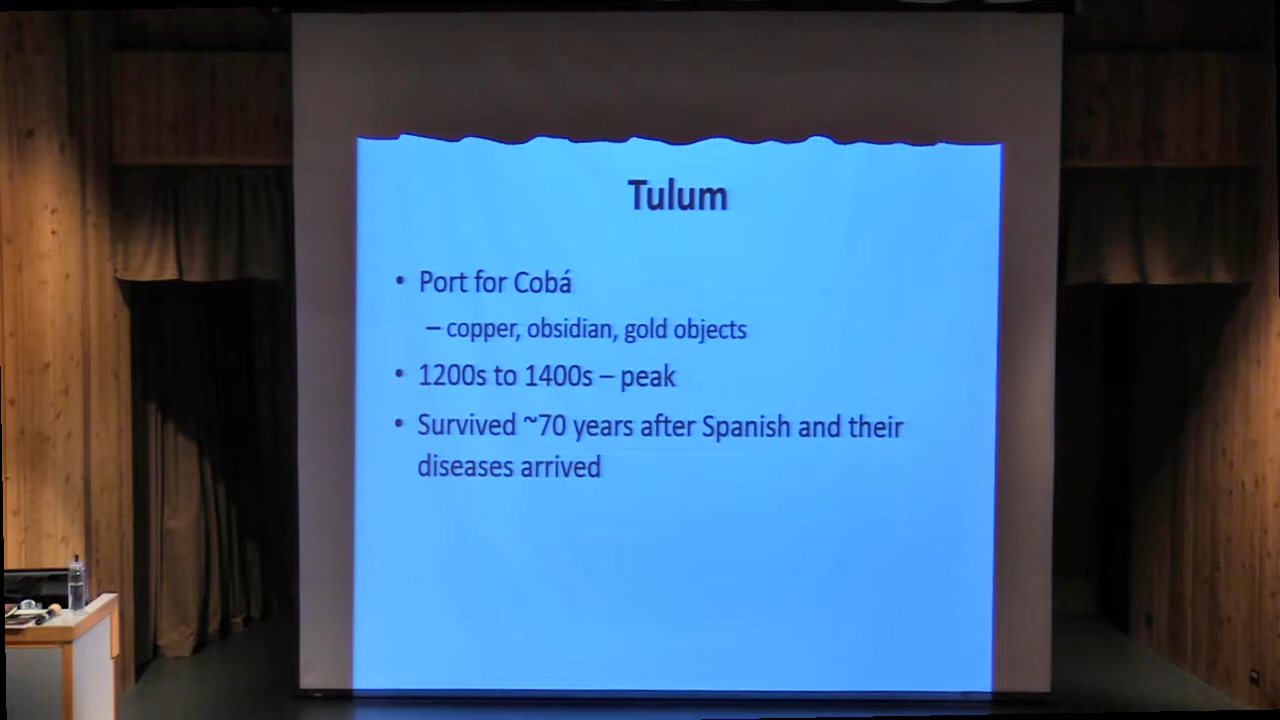 Tulum
• Port for Cobá
– copper, obsidian, gold objects
• 1200s to 1400s – peak
• Survived ~70 years after Spanish and their
diseases arrived